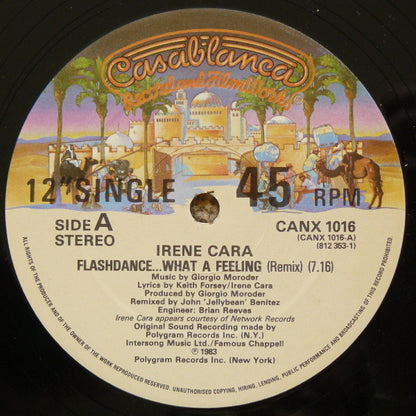 Casablanca
Record and FilmWorks
12" SINGLE 45 RPM
SIDE A
STEREO
CANX 1016
(CANX 1016-A)
(812 353-1)
IRENE CARA
FLASHDANCE...WHAT A FEELING (Remix) (7.16)
Music by Giorgio Moroder
Lyrics by Keith Forsey/Irene Cara
Produced by Giorgio Moroder
Remixed by John 'Jellybean' Benitez
Engineer: Brian Reeves
Irene Cara appears courtesy of Network Records
Original Sound Recording made by
Polygram Records Inc. (N.Y.)
Intersong Music Ltd./Famous Chappell
℗ 1983
Polygram Records Inc. (New York)
ALL RIGHTS OF THE PRODUCER AND OF THE OWNER OF THE RECORDED WORK RESERVED. UNAUTHORISED COPYING, HIRING, LENDING, PUBLIC PERFORMANCE AND BROADCASTING OF THIS RECORD PROHIBITED